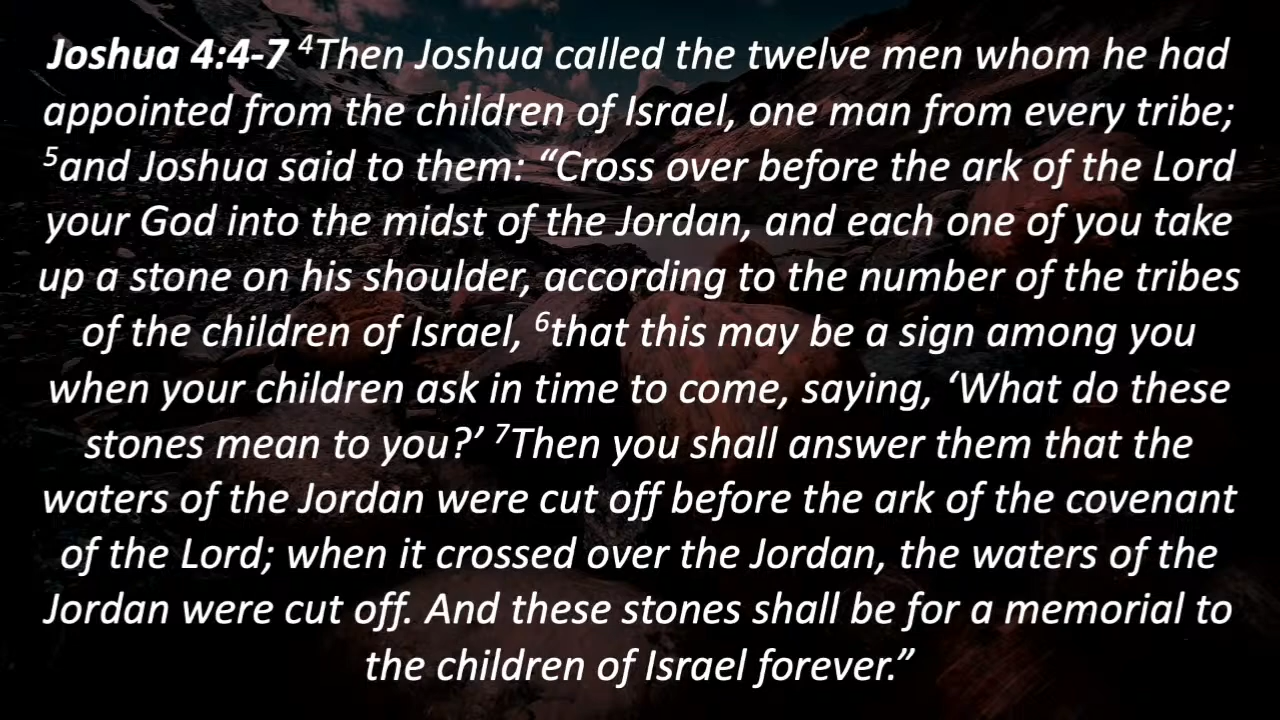 Joshua 4:4-7 ⁴Then Joshua called the twelve men whom he had
appointed from the children of Israel, one man from every tribe;
⁵and Joshua said to them: “Cross over before the ark of the Lord
your God into the midst of the Jordan, and each one of you take
up a stone on his shoulder, according to the number of the tribes
of the children of Israel, ⁶that this may be a sign among you
when your children ask in time to come, saying, ‘What do these
stones mean to you?’ ⁷Then you shall answer them that the
waters of the Jordan were cut off before the ark of the covenant
of the Lord; when it crossed over the Jordan, the waters of the
Jordan were cut off. And these stones shall be for a memorial to
the children of Israel forever.”